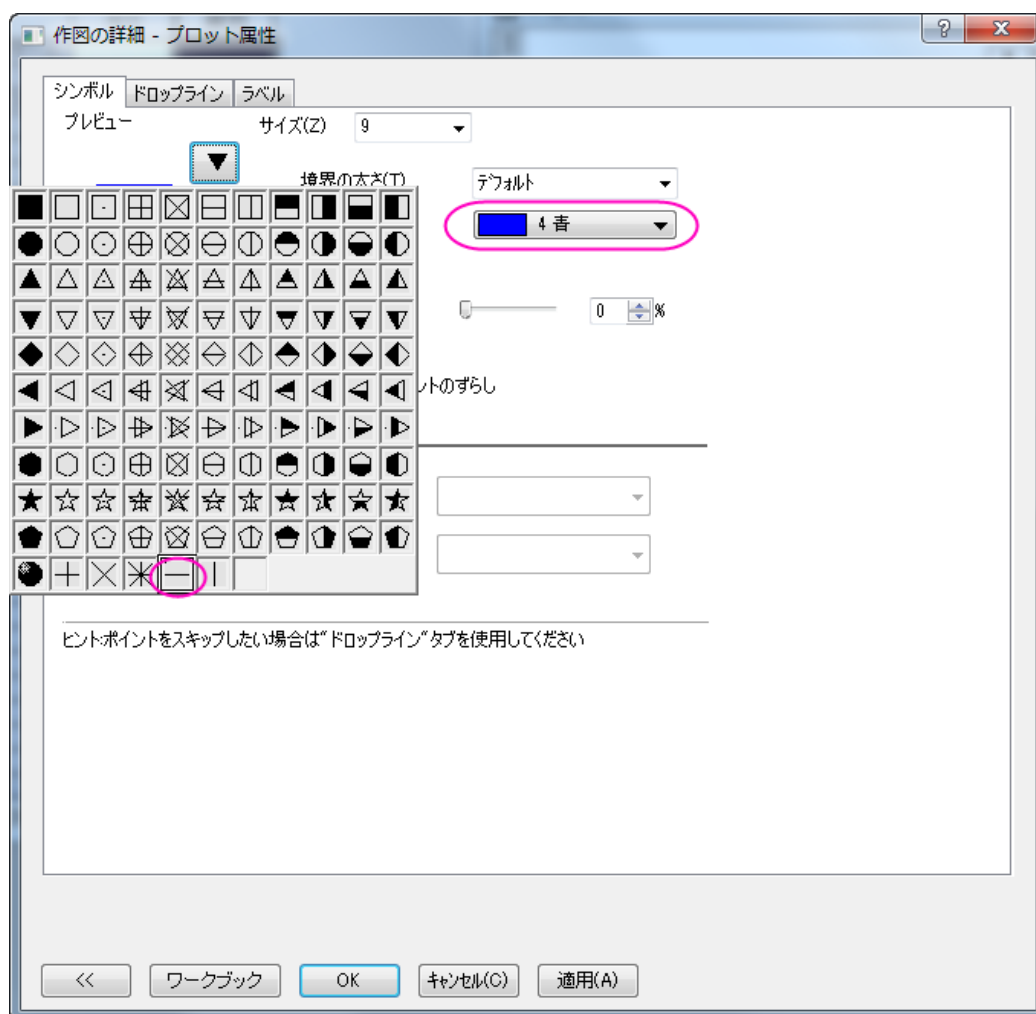 作図の詳細 - プロット属性
シンボル ドロップライン ラベル
プレビュー サイズ(Z) 9
境界の太さ(T) デフォルト
4 青
0 %
ントのずらし
ヒント:ポイントをスキップしたい場合は"ドロップライン"タブを使用してください
<< ワークブック OK キャンセル(C) 適用(A)